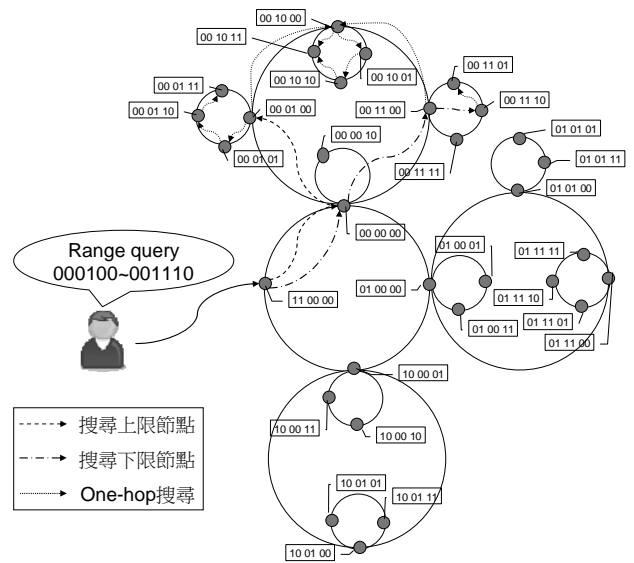 00 10 00
00 10 11
00 10 10
00 10 01
00 01 11
00 01 10
00 01 00
00 01 01
00 11 01
00 11 00
00 11 10
00 11 11
00 00 10
00 00 00
01 01 01
01 01 11
01 01 00
Range query
000100~001110
11 00 00
01 00 00
01 00 01
01 00 11
01 11 11
01 11 10
01 11 01
01 11 00
10 00 01
10 00 11
10 00 10
10 01 01
10 01 11
10 01 00
搜尋上限節點
搜尋下限節點
One-hop搜尋